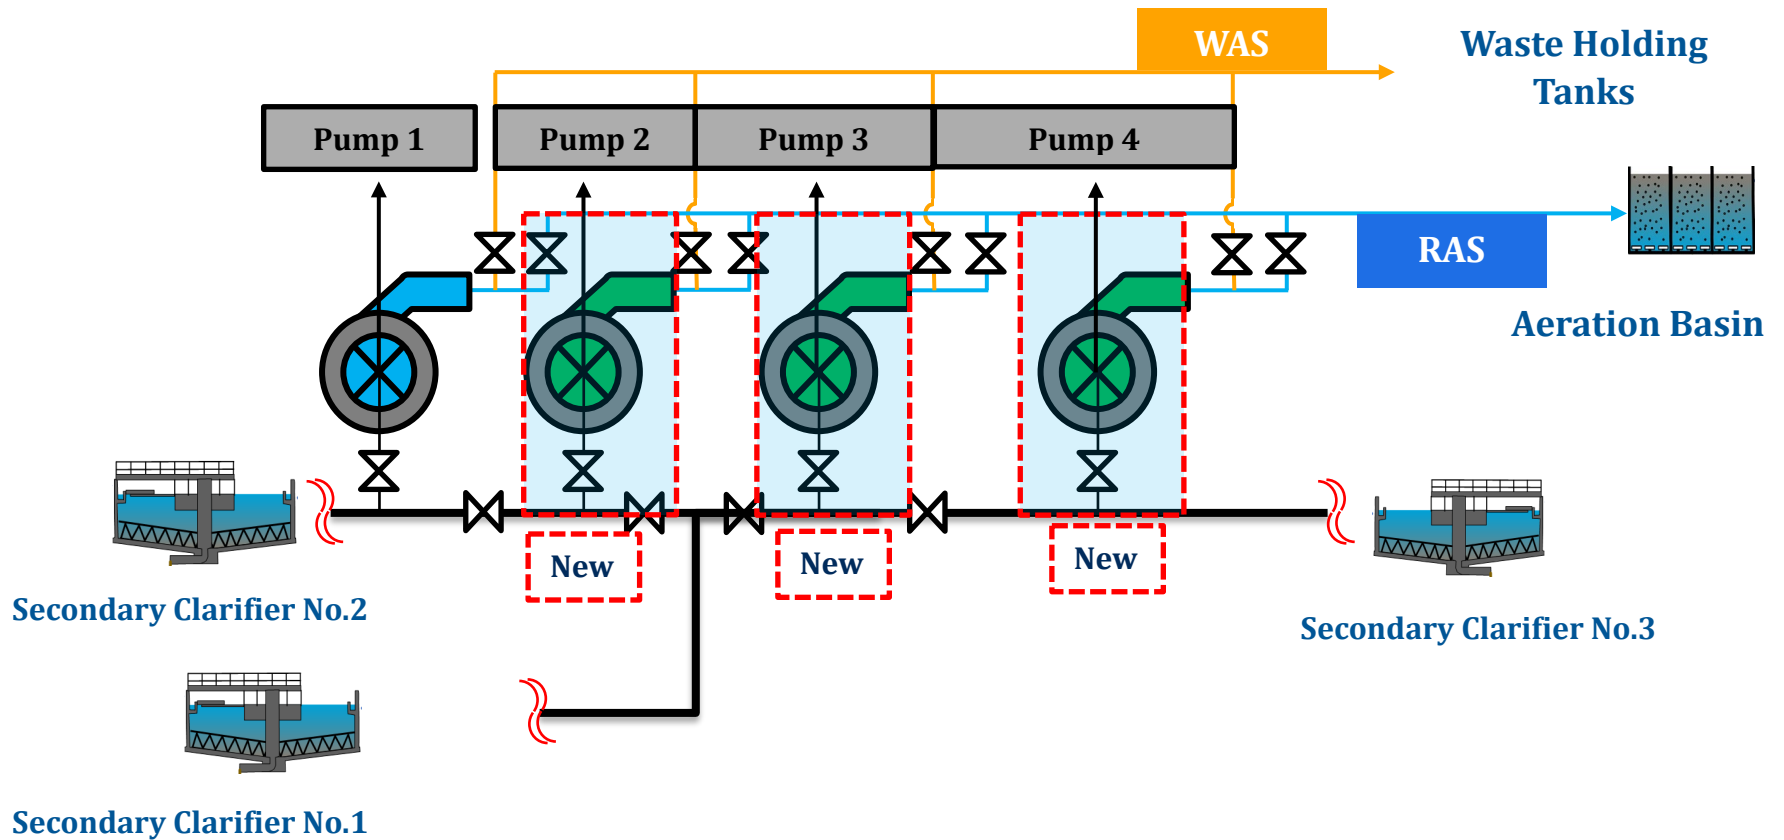 WAS
Waste Holding
Tanks
Pump 1
Pump 2
Pump 3
Pump 4
RAS
Aeration Basin
New
New
New
Secondary Clarifier No.2
Secondary Clarifier No.3
Secondary Clarifier No.1